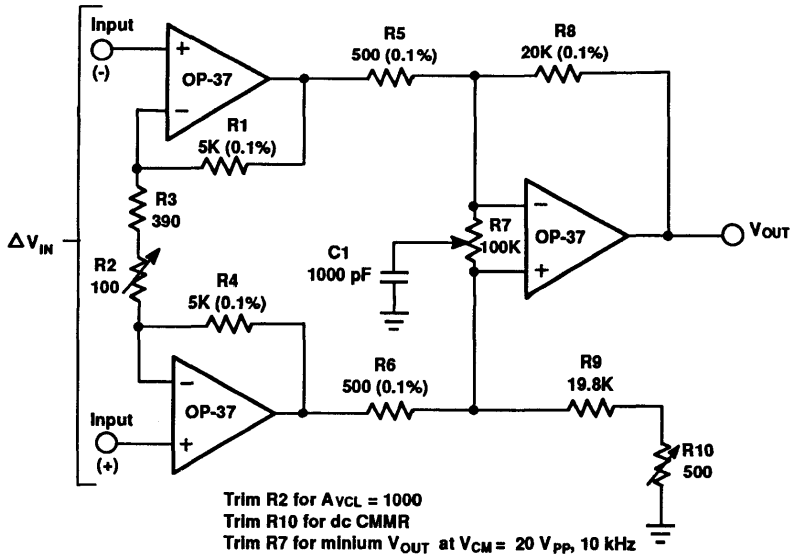 Input
(-)
+
OP-37
−
R1
5K (0.1%)
R3
390
R2
100
ΔVIN
R4
5K (0.1%)
−
OP-37
+
Input
(+)
R5
500 (0.1%)
R8
20K (0.1%)
R7
100K
C1
1000 pF
−
OP-37
+
VOUT
R6
500 (0.1%)
R9
19.8K
R10
500
Trim R2 for AVCL = 1000
Trim R10 for dc CMMR
Trim R7 for minium VOUT at VCM = 20 VPP, 10 kHz